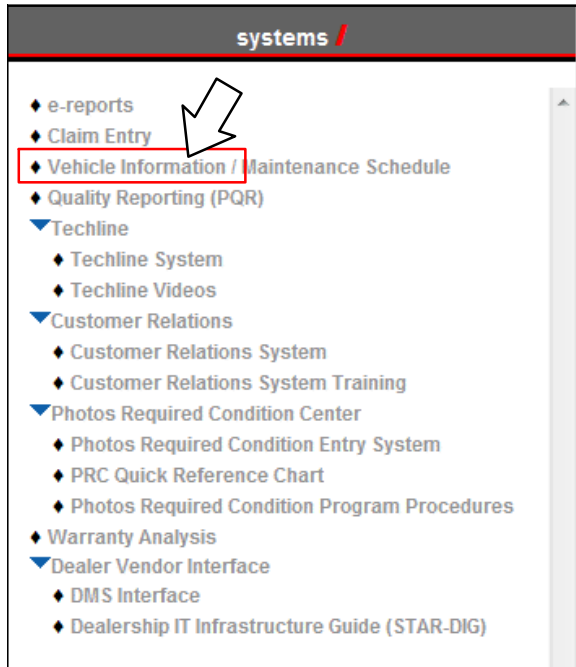 systems /
♦ e-reports
♦ Claim Entry
♦ Vehicle Information / Maintenance Schedule
♦ Quality Reporting (PQR)
Techline
♦ Techline System
♦ Techline Videos
Customer Relations
♦ Customer Relations System
♦ Customer Relations System Training
Photos Required Condition Center
♦ Photos Required Condition Entry System
♦ PRC Quick Reference Chart
♦ Photos Required Condition Program Procedures
♦ Warranty Analysis
Dealer Vendor Interface
♦ DMS Interface
♦ Dealership IT Infrastructure Guide (STAR-DIG)